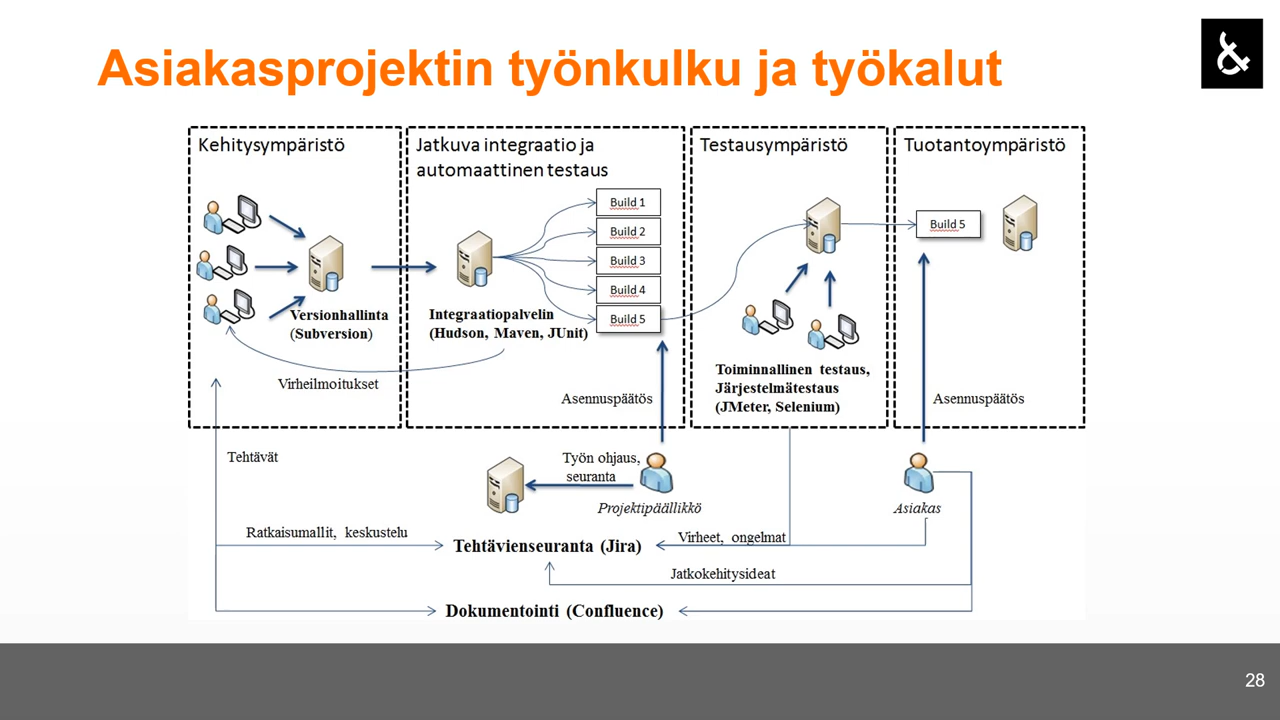 Asiakasprojektin työnkulku ja työkalut
&
Kehitysympäristö
Versionhallinta
(Subversion)
Virheilmoitukset
Jatkuva integraatio ja
automaattinen testaus
Build 1
Build 2
Build 3
Build 4
Build 5
Integraatiopalvelin
(Hudson, Maven, JUnit)
Asennuspäätös
Testausympäristö
Toiminnallinen testaus,
Järjestelmätestaus
(JMeter, Selenium)
Tuotantoympäristö
Build 5
Asennuspäätös
Tehtävät
Työn ohjaus,
seuranta
Projektipäällikkö
Asiakas
Ratkaisumallit, keskustelu
Tehtävienseuranta (Jira)
Virheet, ongelmat
Jatkokehitysideat
Dokumentointi (Confluence)
28